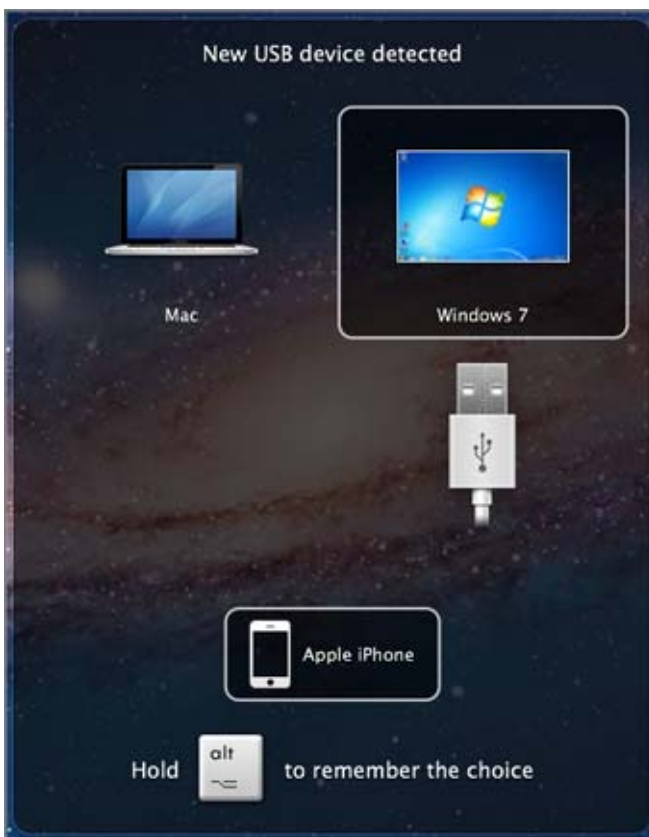 New USB device detected
Mac
Windows 7
Apple iPhone
Hold alt to remember the choice